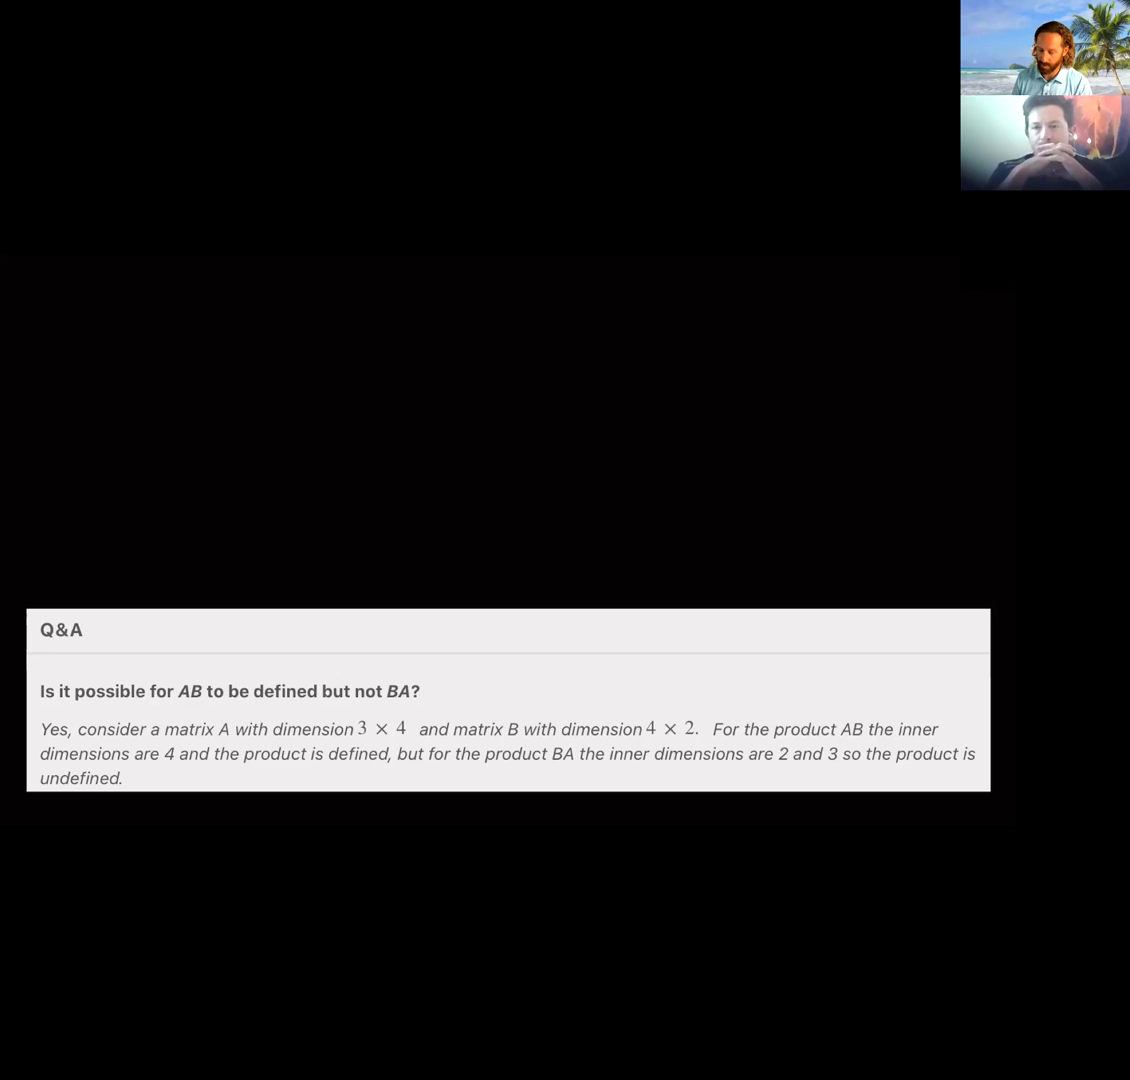 Q&A
Is it possible for AB to be defined but not BA?
Yes, consider a matrix A with dimension 3 × 4 and matrix B with dimension 4 × 2. For the product AB the inner
dimensions are 4 and the product is defined, but for the product BA the inner dimensions are 2 and 3 so the product is
undefined.